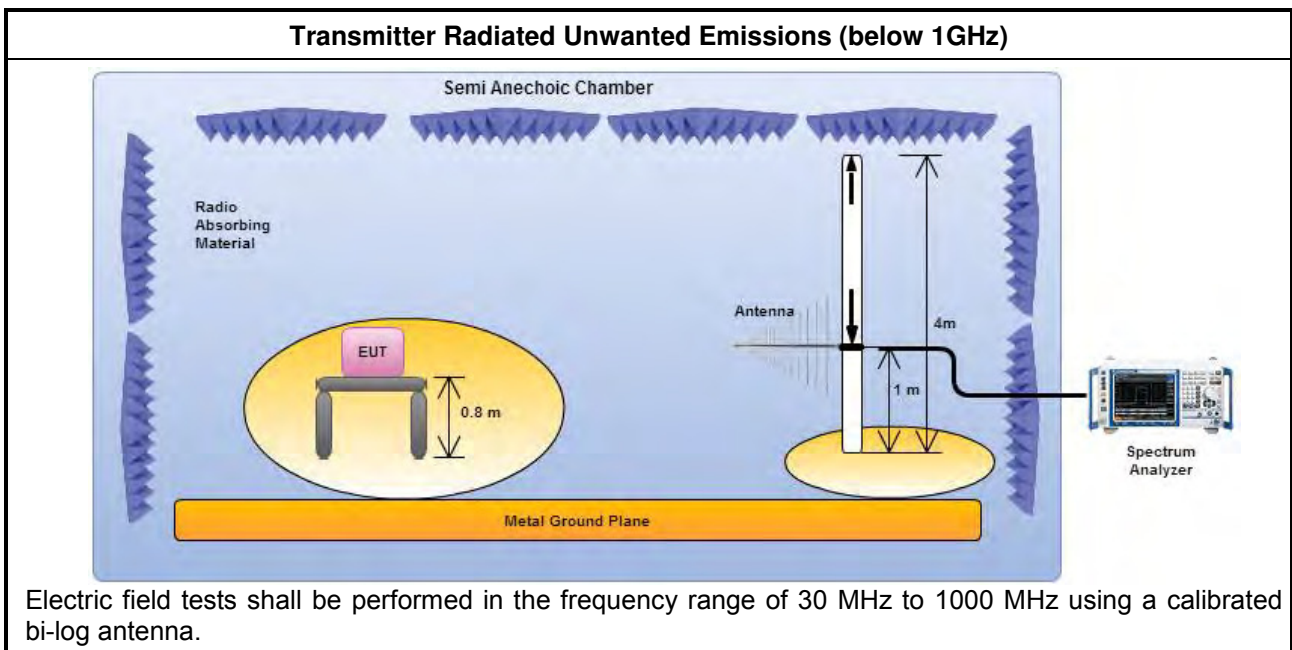 Transmitter Radiated Unwanted Emissions (below 1GHz)
Semi Anechoic Chamber
Radio
Absorbing
Material
Antenna
4m
EUT
1 m
0.8 m
Spectrum
Analyzer
Metal Ground Plane
Electric field tests shall be performed in the frequency range of 30 MHz to 1000 MHz using a calibrated
bi-log antenna.